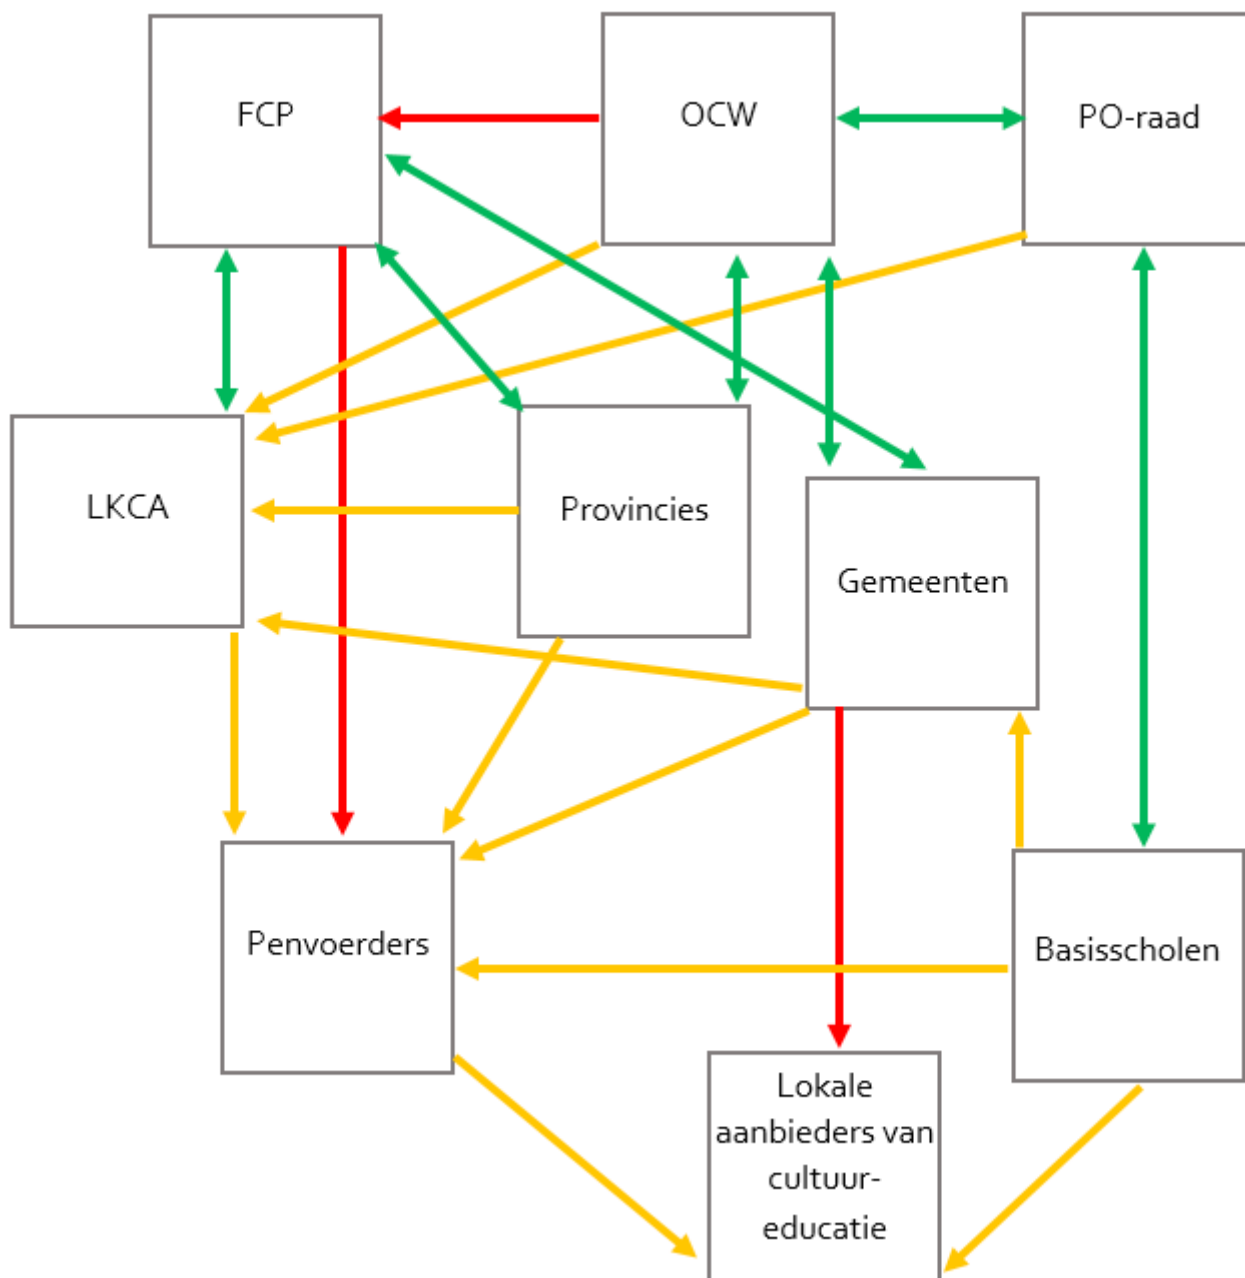 FCP
OCW
PO-raad
LKCA
Provincies
Gemeenten
Penvoerders
Basisscholen
Lokale
aanbieders van
cultuur-
educatie